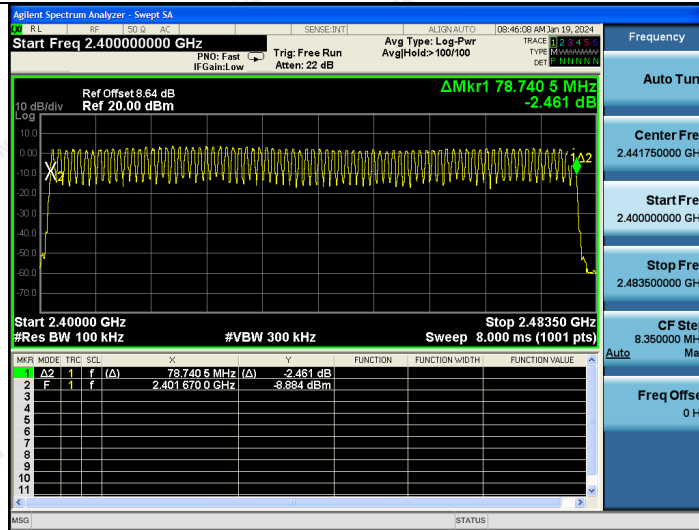 Agilent Spectrum Analyzer - Swept SA
LXI RL RF 50 Ω AC SENSE:INT ALIGNAUTO 08:46:08 AM Jan 19, 2024
Start Freq 2.400000000 GHz
PNO: Fast
IFGain:Low
Trig: Free Run
Atten: 22 dB
Avg Type: Log-Pwr
Avg|Hold:>100/100
TRACE 1 2 3 4 5 6
TYPE MWWWWW
DET P N N N N N
Frequency
Ref Offset 8.64 dB
10 dB/div Ref 20.00 dBm
ΔMkr1 78.740 5 MHz
-2.461 dB
Log
10.0
0.00
-10.0
-20.0
-30.0
-40.0
-50.0
-60.0
-70.0
2
1Δ2
Start 2.40000 GHz Stop 2.48350 GHz
#Res BW 100 kHz #VBW 300 kHz Sweep 8.000 ms (1001 pts)
MKR MODE TRC SCL X Y FUNCTION FUNCTION WIDTH FUNCTION VALUE
1 Δ2 1 f (Δ) 78.740 5 MHz (Δ) -2.461 dB
2 F 1 f 2.401 670 0 GHz -8.884 dBm
3
4
5
6
7
8
9
10
11
Auto Tun
Center Fre
2.441750000 GH
Start Fre
2.400000000 GH
Stop Fre
2.483500000 GH
CF Ste
8.350000 MH
Auto Ma
Freq Offse
0 H
MSG STATUS